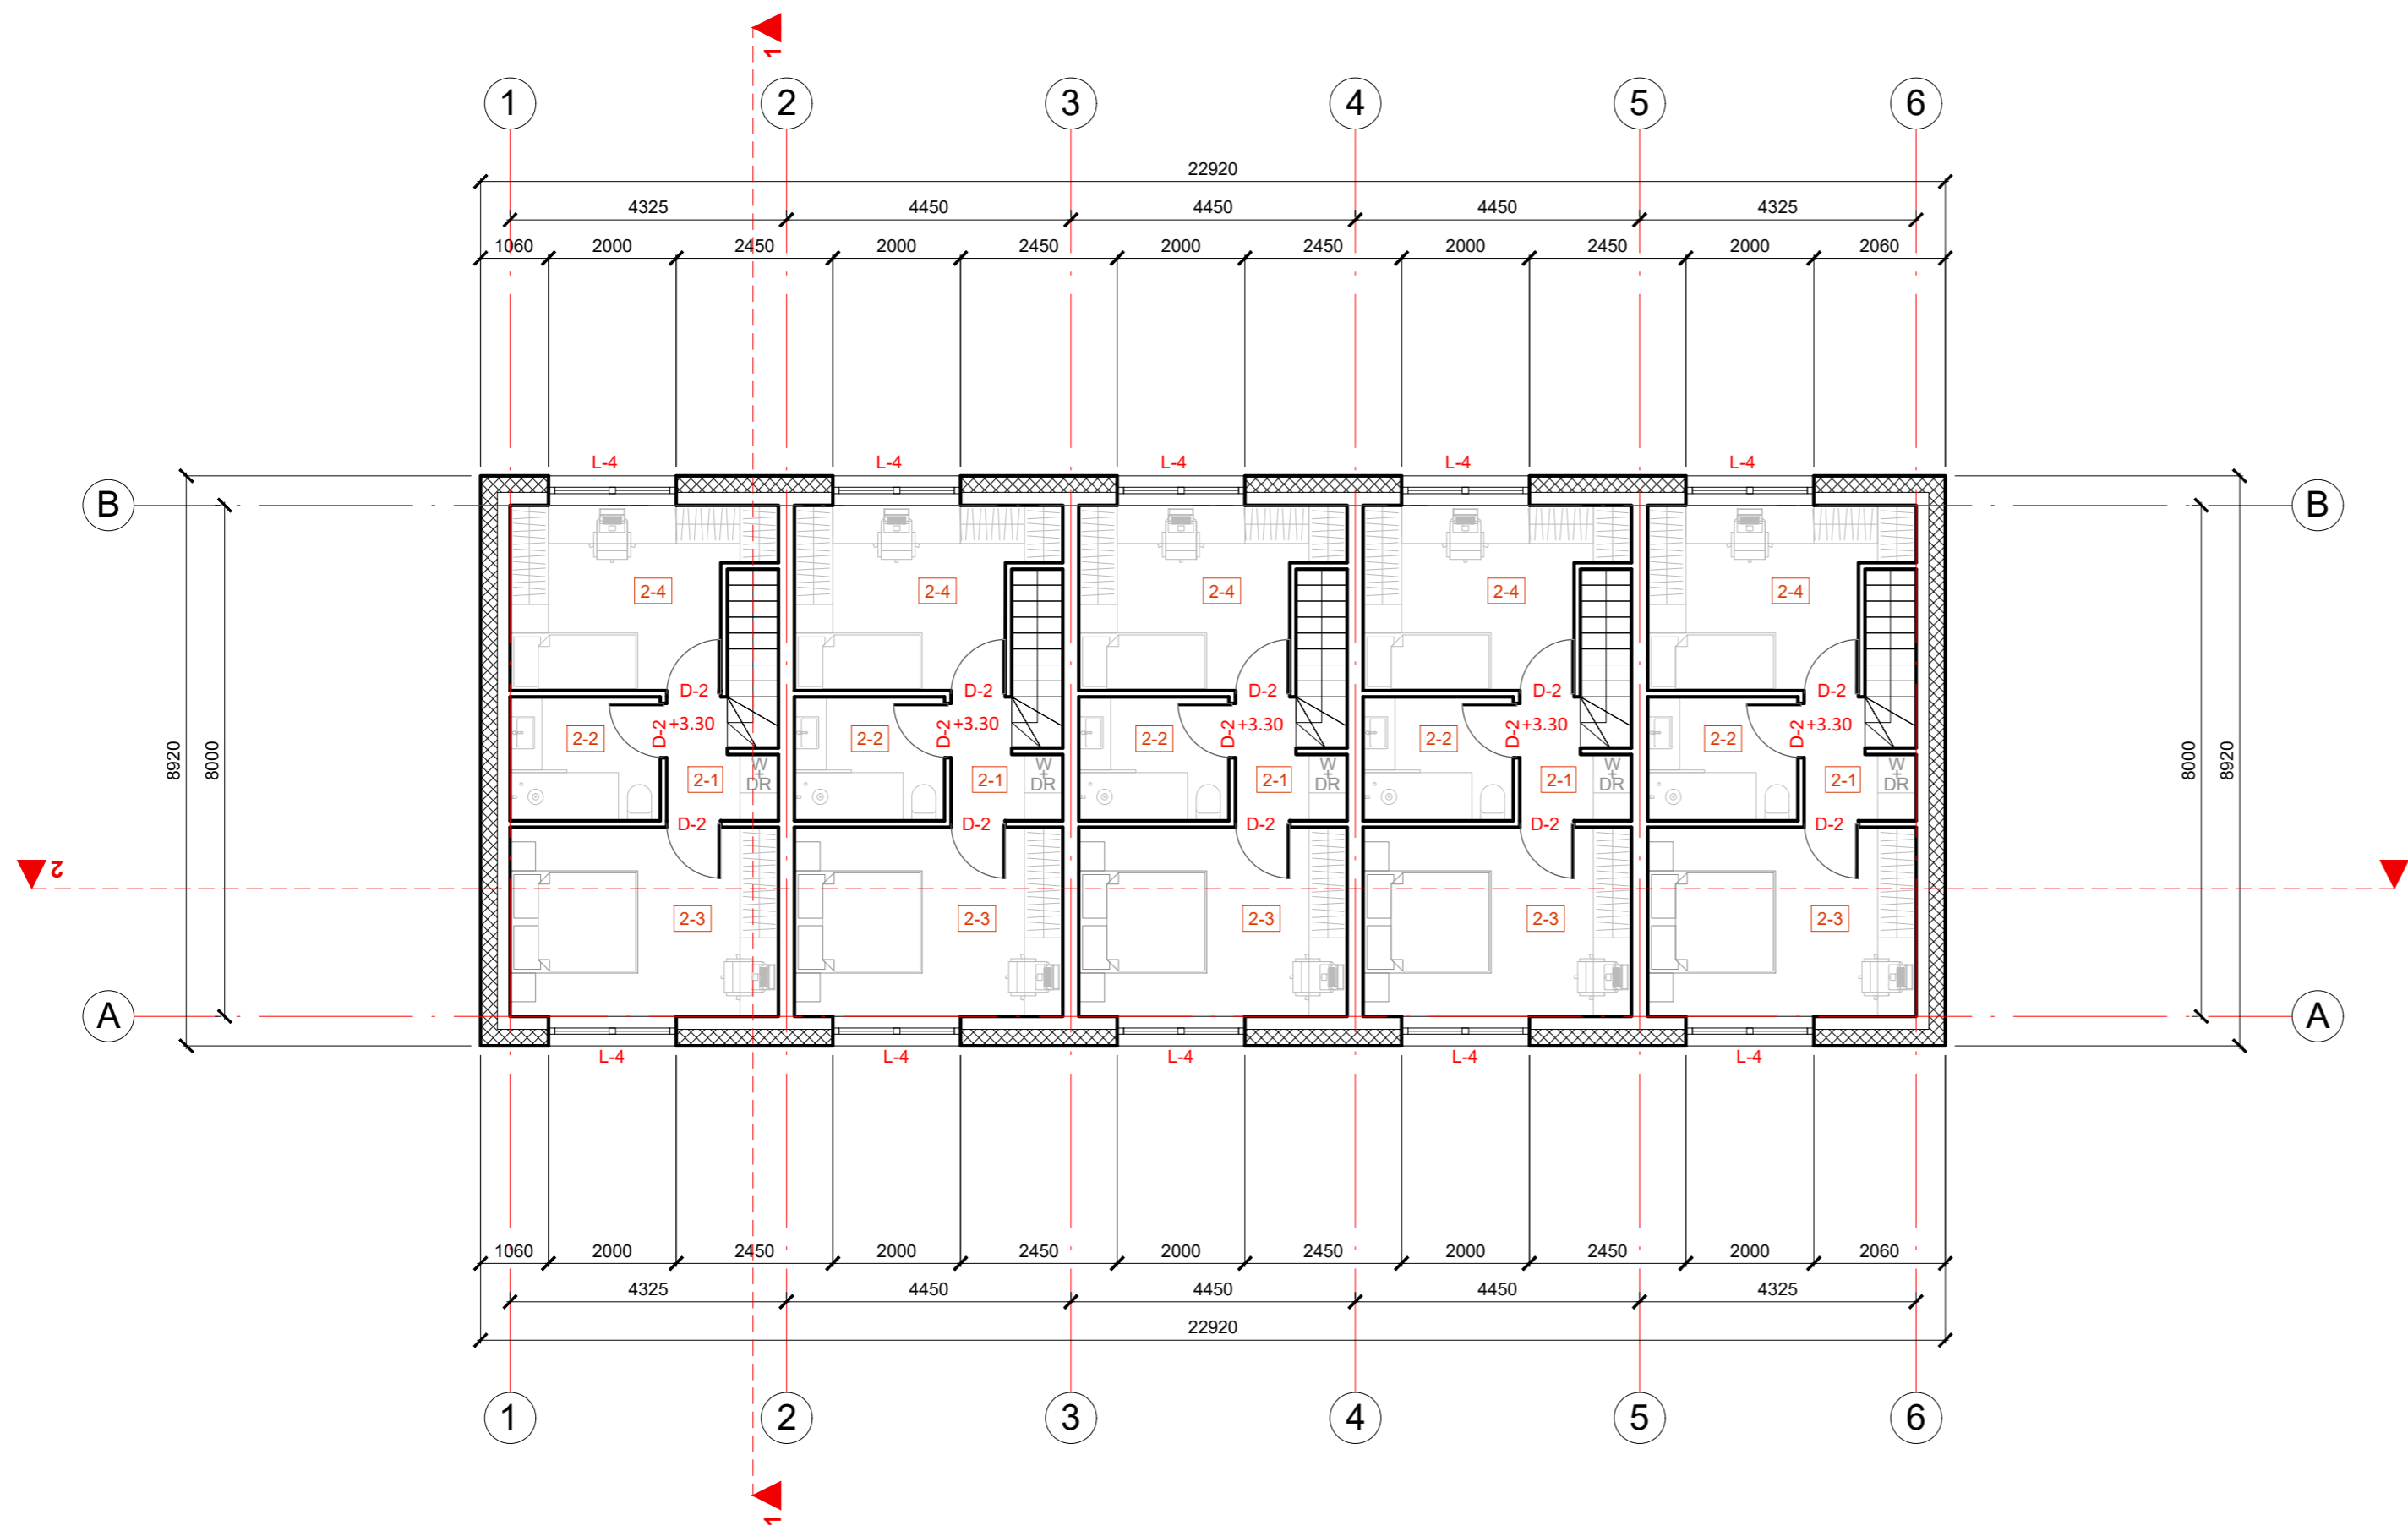 1
1 2 3 4 5 6
22920
4325 4450 4450 4450 4325
1060 2000 2450 2000 2450 2000 2450 2000 2450 2000 2060
L-4 L-4 L-4 L-4 L-4
B B
2-4 2-4 2-4 2-4 2-4
D-2 D-2 D-2 D-2 D-2
D-2 +3.30 D-2 +3.30 D-2 +3.30 D-2 +3.30 D-2 +3.30
2-2 2-2 2-2 2-2 2-2
8920 8000 8000 8920
W W W W W
+ + + + +
2-1 DR 2-1 DR 2-1 DR 2-1 DR 2-1 DR
D-2 D-2 D-2 D-2 D-2
2
2-3 2-3 2-3 2-3 2-3
A A
L-4 L-4 L-4 L-4 L-4
1060 2000 2450 2000 2450 2000 2450 2000 2450 2000 2060
4325 4450 4450 4450 4325
22920
1 2 3 4 5 6
1